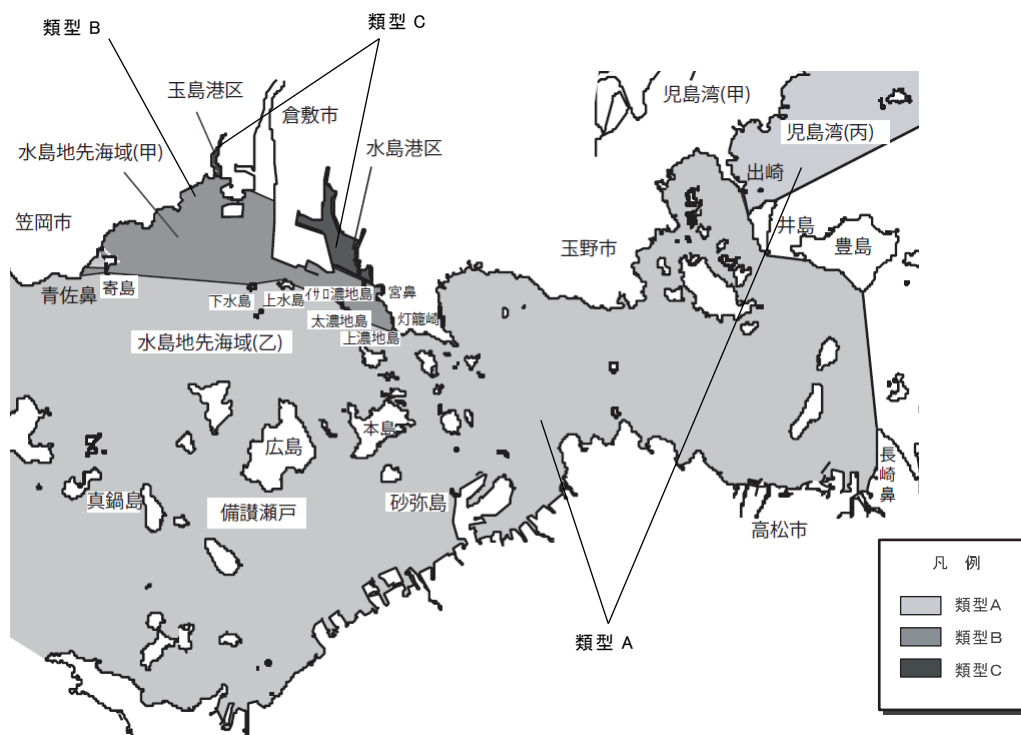 類型 B
類型 C
玉島港区
倉敷市
児島湾(甲)
児島湾(丙)
水島地先海域(甲)
水島港区
出崎
笠岡市
井島
玉野市
豊島
青佐鼻
寄島
下水島
上水島
ｲｻﾛ濃地島
宮鼻
太濃地島
灯籠崎
水島地先海域(乙)
上濃地島
本島
広島
長崎鼻
真鍋島
備讃瀬戸
砂弥島
高松市
類型 A
凡 例
類型A
類型B
類型C